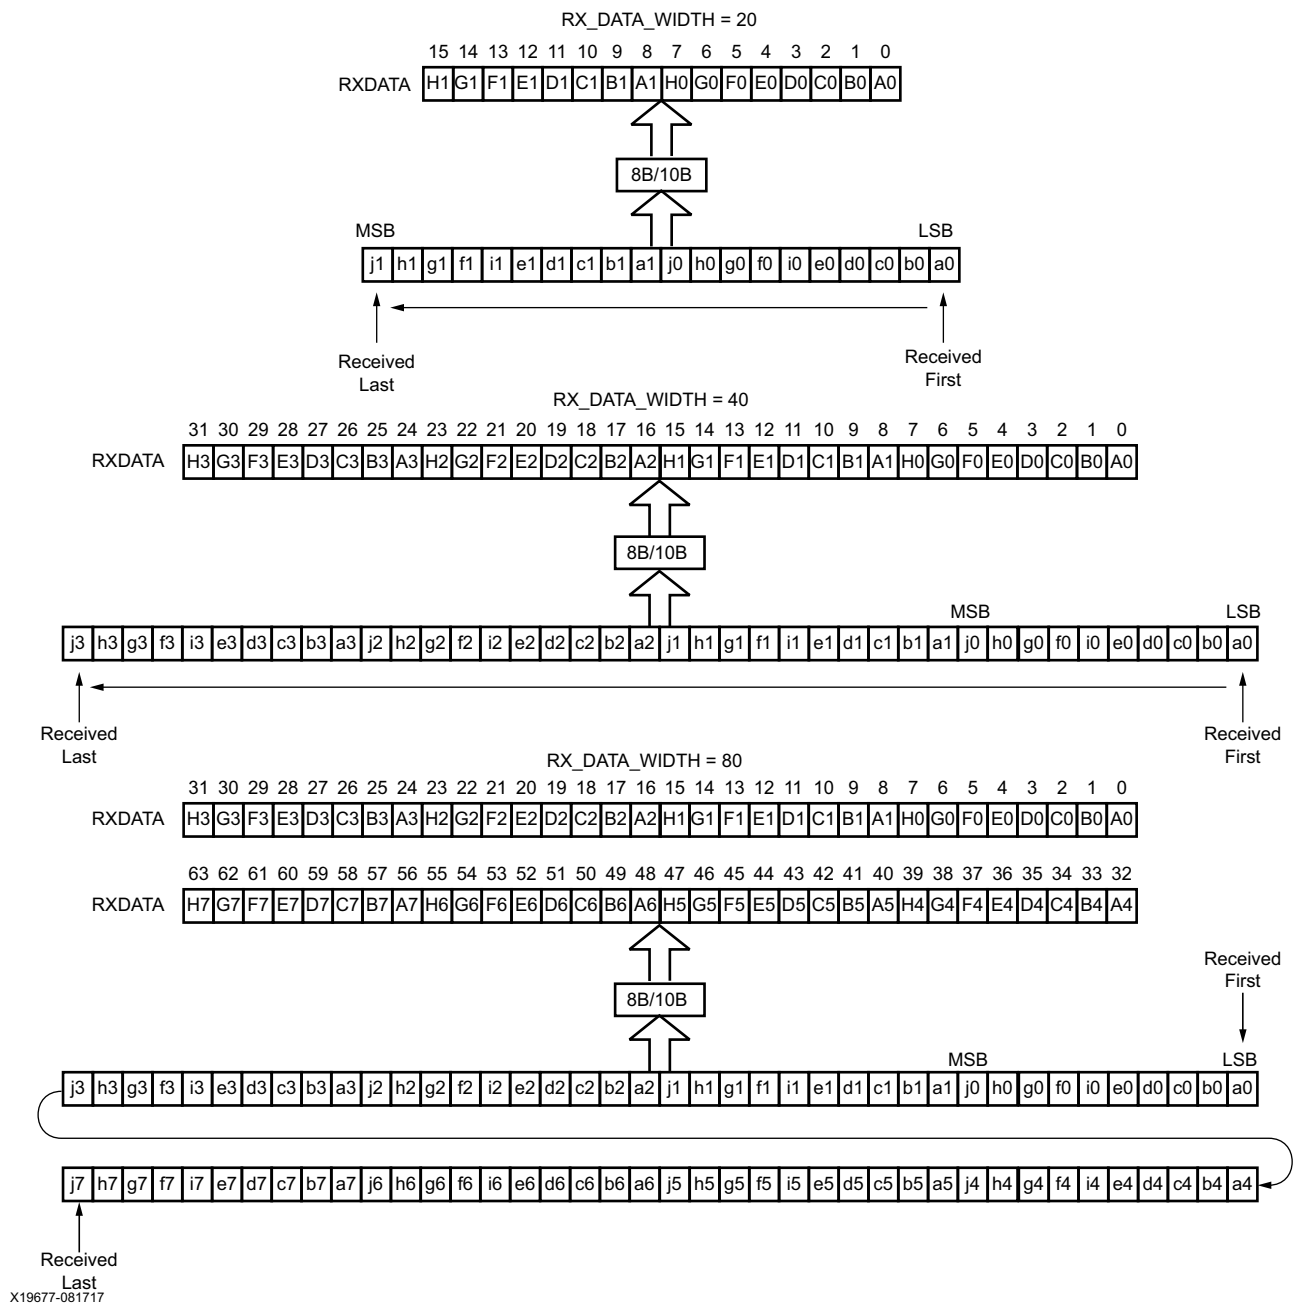 RX_DATA_WIDTH = 20
15 14 13 12 11 10 9 8 7 6 5 4 3 2 1 0
RXDATA H1 G1 F1 E1 D1 C1 B1 A1 H0 G0 F0 E0 D0 C0 B0 A0
8B/10B
MSB LSB
j1 h1 g1 f1 i1 e1 d1 c1 b1 a1 j0 h0 g0 f0 i0 e0 d0 c0 b0 a0
Received Received
Last First
RX_DATA_WIDTH = 40
31 30 29 28 27 26 25 24 23 22 21 20 19 18 17 16 15 14 13 12 11 10 9 8 7 6 5 4 3 2 1 0
RXDATA H3 G3 F3 E3 D3 C3 B3 A3 H2 G2 F2 E2 D2 C2 B2 A2 H1 G1 F1 E1 D1 C1 B1 A1 H0 G0 F0 E0 D0 C0 B0 A0
8B/10B
MSB LSB
j3 h3 g3 f3 i3 e3 d3 c3 b3 a3 j2 h2 g2 f2 i2 e2 d2 c2 b2 a2 j1 h1 g1 f1 i1 e1 d1 c1 b1 a1 j0 h0 g0 f0 i0 e0 d0 c0 b0 a0
Received Received
Last First
RX_DATA_WIDTH = 80
31 30 29 28 27 26 25 24 23 22 21 20 19 18 17 16 15 14 13 12 11 10 9 8 7 6 5 4 3 2 1 0
RXDATA H3 G3 F3 E3 D3 C3 B3 A3 H2 G2 F2 E2 D2 C2 B2 A2 H1 G1 F1 E1 D1 C1 B1 A1 H0 G0 F0 E0 D0 C0 B0 A0
63 62 61 60 59 58 57 56 55 54 53 52 51 50 49 48 47 46 45 44 43 42 41 40 39 38 37 36 35 34 33 32
RXDATA H7 G7 F7 E7 D7 C7 B7 A7 H6 G6 F6 E6 D6 C6 B6 A6 H5 G5 F5 E5 D5 C5 B5 A5 H4 G4 F4 E4 D4 C4 B4 A4
Received
First
8B/10B
MSB LSB
j3 h3 g3 f3 i3 e3 d3 c3 b3 a3 j2 h2 g2 f2 i2 e2 d2 c2 b2 a2 j1 h1 g1 f1 i1 e1 d1 c1 b1 a1 j0 h0 g0 f0 i0 e0 d0 c0 b0 a0
j7 h7 g7 f7 i7 e7 d7 c7 b7 a7 j6 h6 g6 f6 i6 e6 d6 c6 b6 a6 j5 h5 g5 f5 i5 e5 d5 c5 b5 a5 j4 h4 g4 f4 i4 e4 d4 c4 b4 a4
Received
Last
X19677-081717